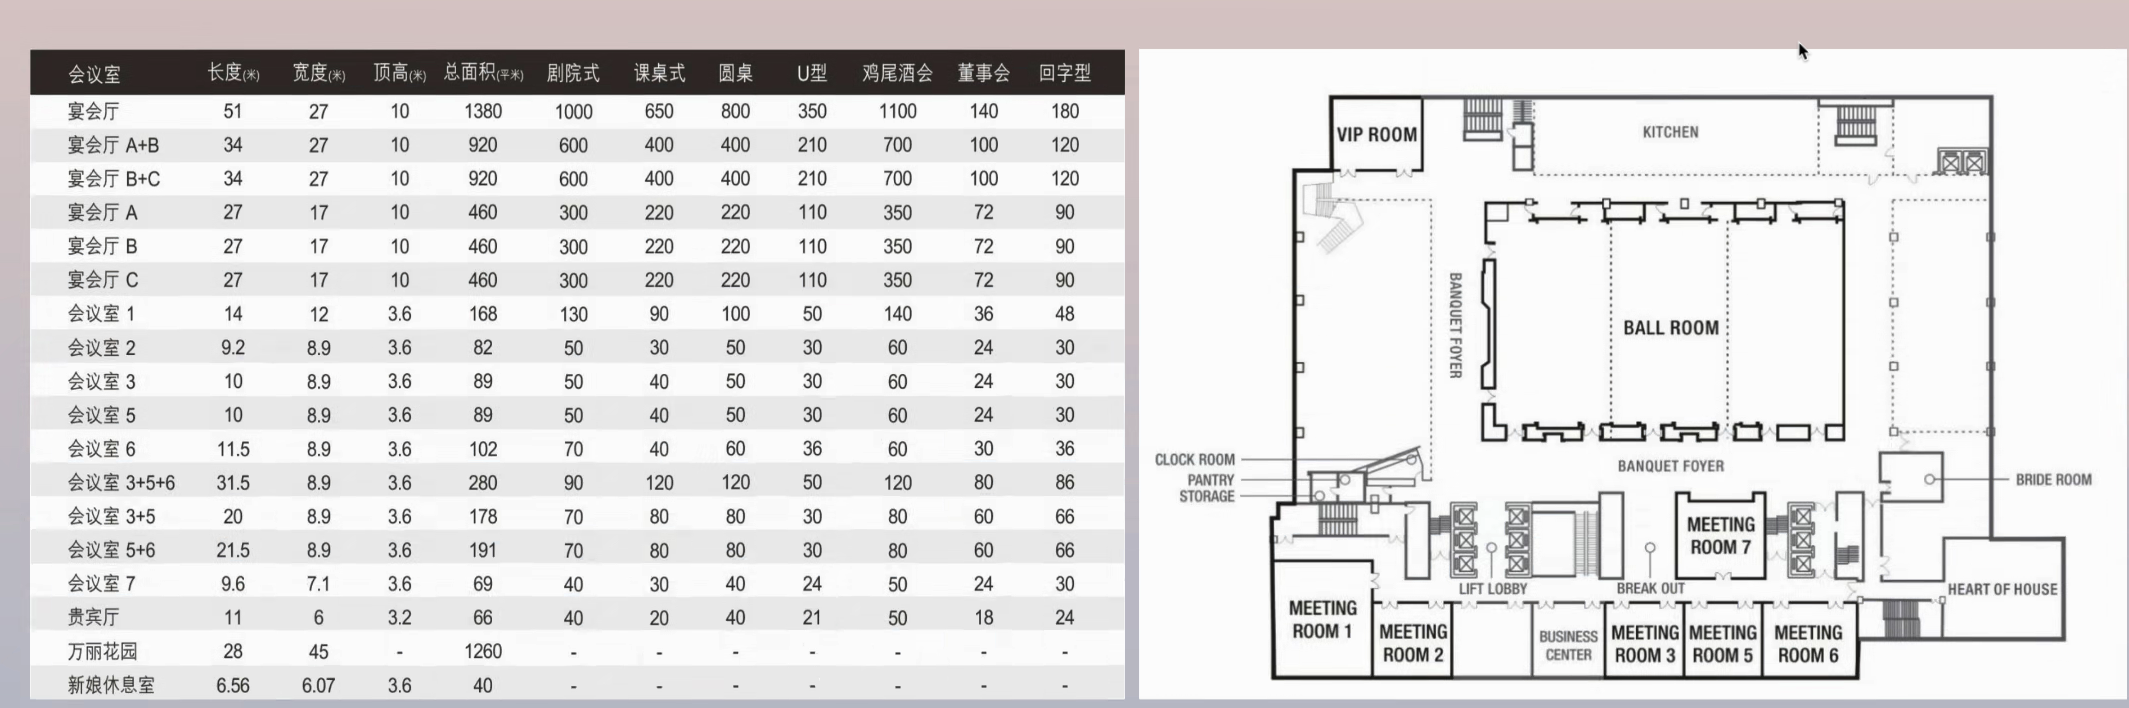 会议室 长度(米) 宽度(米) 顶高(米) 总面积(平米) 剧院式 课桌式 圆桌 U型 鸡尾酒会 董事会 回字型
宴会厅 51 27 10 1380 1000 650 800 350 1100 140 180
宴会厅 A+B 34 27 10 920 600 400 400 210 700 100 120
宴会厅 B+C 34 27 10 920 600 400 400 210 700 100 120
宴会厅 A 27 17 10 460 300 220 220 110 350 72 90
宴会厅 B 27 17 10 460 300 220 220 110 350 72 90
宴会厅 C 27 17 10 460 300 220 220 110 350 72 90
会议室 1 14 12 3.6 168 130 90 100 50 140 36 48
会议室 2 9.2 8.9 3.6 82 50 30 50 30 60 24 30
会议室 3 10 8.9 3.6 89 50 40 50 30 60 24 30
会议室 5 10 8.9 3.6 89 50 40 50 30 60 24 30
会议室 6 11.5 8.9 3.6 102 70 40 60 36 60 30 36
会议室 3+5+6 31.5 8.9 3.6 280 90 120 120 50 120 80 86
会议室 3+5 20 8.9 3.6 178 70 80 80 30 80 60 66
会议室 5+6 21.5 8.9 3.6 191 70 80 80 30 80 60 66
会议室 7 9.6 7.1 3.6 69 40 30 40 24 50 24 30
贵宾厅 11 6 3.2 66 40 20 40 21 50 18 24
万丽花园 28 45 - 1260 - - - - - - -
新娘休息室 6.56 6.07 3.6 40 - - - - - - -
VIP ROOM
KITCHEN
BANQUET FOYER
BALL ROOM
CLOCK ROOM
PANTRY
STORAGE
BANQUET FOYER
BRIDE ROOM
MEETING
ROOM 7
LIFT LOBBY
BREAK OUT
HEART OF HOUSE
MEETING
ROOM 1
MEETING
ROOM 2
BUSINESS
CENTER
MEETING
ROOM 3
MEETING
ROOM 5
MEETING
ROOM 6